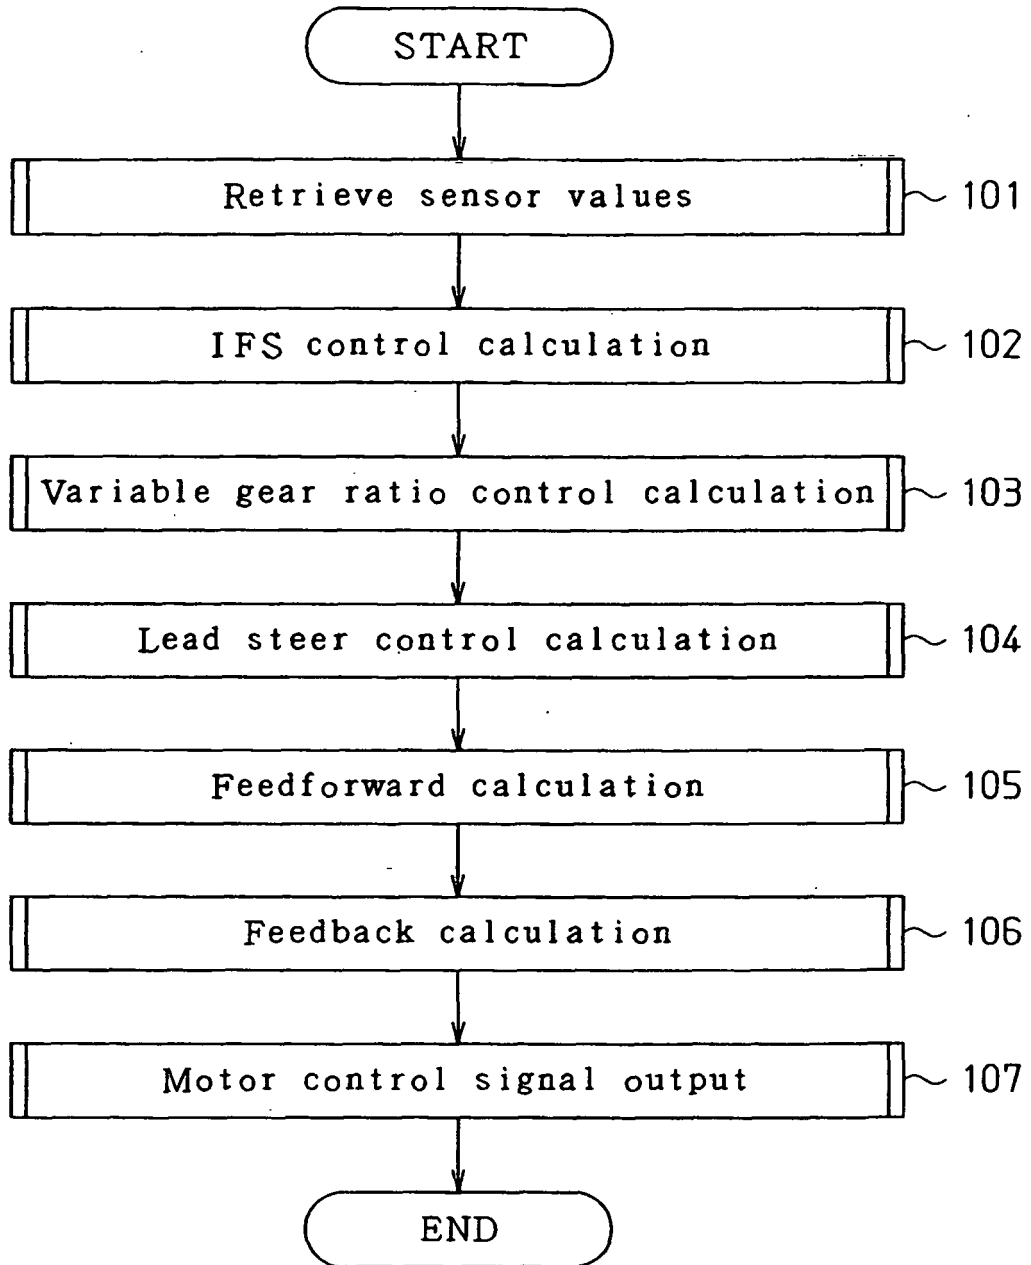 START
Retrieve sensor values 101
IFS control calculation 102
Variable gear ratio control calculation 103
Lead steer control calculation 104
Feedforward calculation 105
Feedback calculation 106
Motor control signal output 107
END